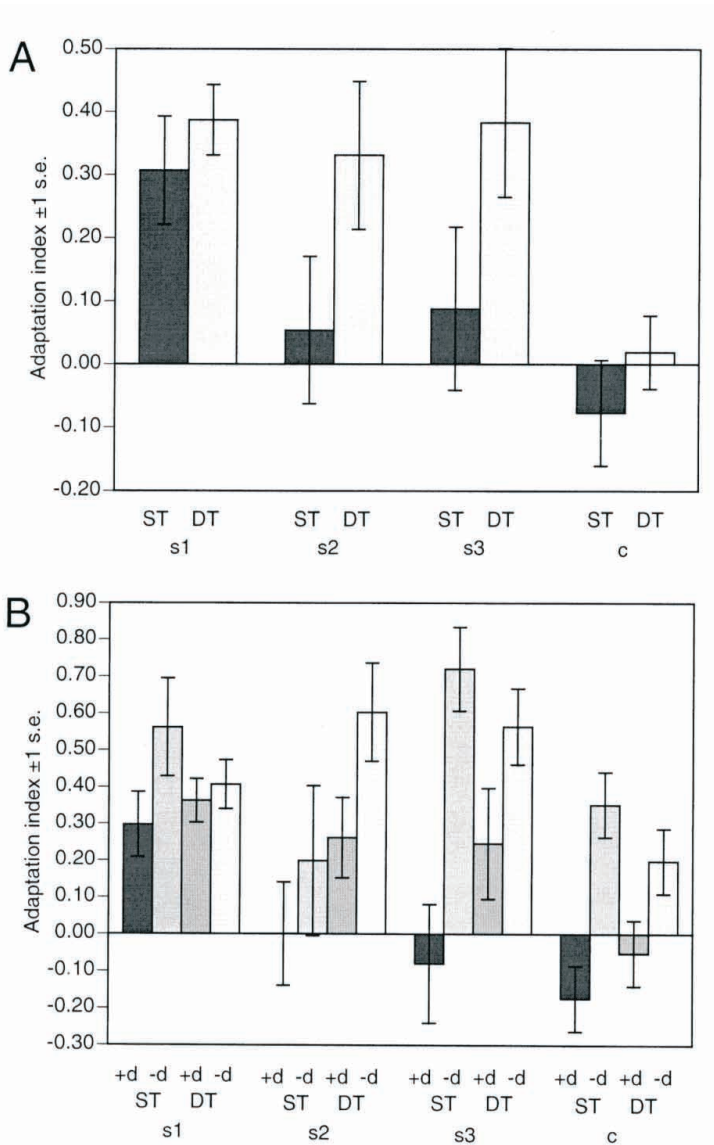 A
Adaptation index ±1 s.e.
0.50
0.40
0.30
0.20
0.10
0.00
-0.10
-0.20
ST DT ST DT ST DT ST DT
s1 s2 s3 c
B
Adaptation index ±1 s.e.
0.90
0.80
0.70
0.60
0.50
0.40
0.30
0.20
0.10
0.00
-0.10
-0.20
-0.30
+d -d +d -d +d -d +d -d +d -d +d -d +d -d +d -d
ST DT ST DT ST DT ST DT
s1 s2 s3 c